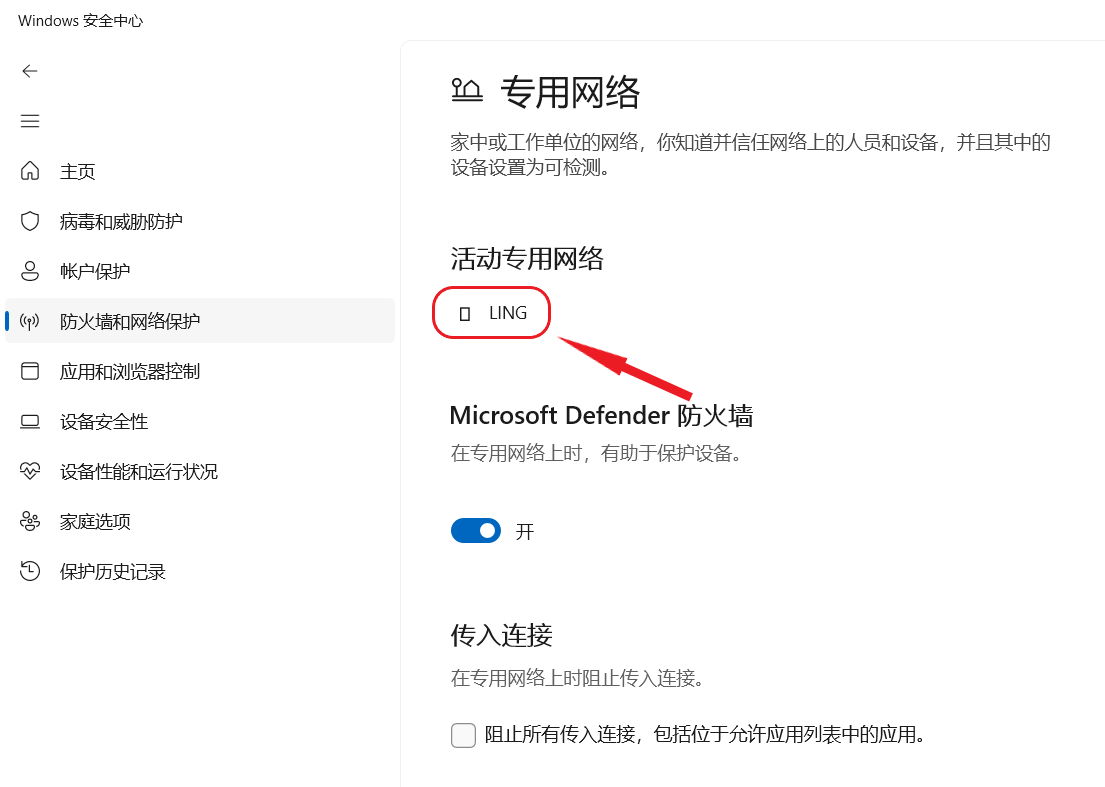 Windows 安全中心
主页
病毒和威胁防护
帐户保护
防火墙和网络保护
应用和浏览器控制
设备安全性
设备性能和运行状况
家庭选项
保护历史记录
专用网络
家中或工作单位的网络，你知道并信任网络上的人员和设备，并且其中的
设备设置为可检测。
活动专用网络
LING
Microsoft Defender 防火墙
在专用网络上时，有助于保护设备。
开
传入连接
在专用网络上时阻止传入连接。
阻止所有传入连接，包括位于允许应用列表中的应用。